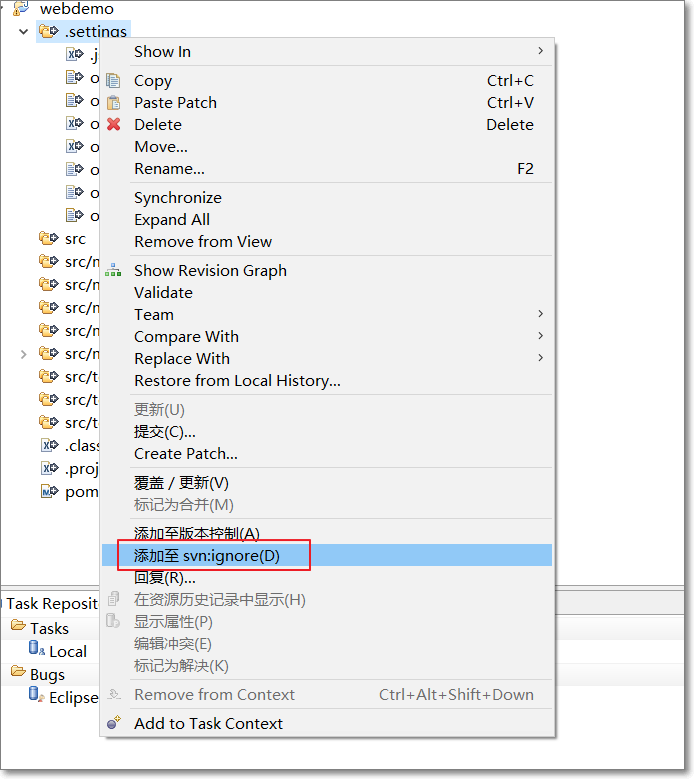 webdemo
.settings
Show In
.j
Copy Ctrl+C
o
Paste Patch Ctrl+V
o
Delete Delete
o
Move...
o
Rename... F2
o
Synchronize
o
Expand All
o
Remove from View
src
src/m
Show Revision Graph
src/m
Validate
src/m
Team
src/m
Compare With
src/m
Replace With
src/t
Restore from Local History...
src/t
更新(U)
src/t
提交(C)...
.class
Create Patch...
.proj
覆盖 / 更新(V)
pom
标记为合并(M)
添加至版本控制(A)
添加至 svn:ignore(D)
回复(R)...
Task Reposit
在资源历史记录中显示(H)
Tasks
显示属性(P)
Local
编辑冲突(E)
标记为解决(K)
Bugs
Eclipse
Remove from Context Ctrl+Alt+Shift+Down
Add to Task Context